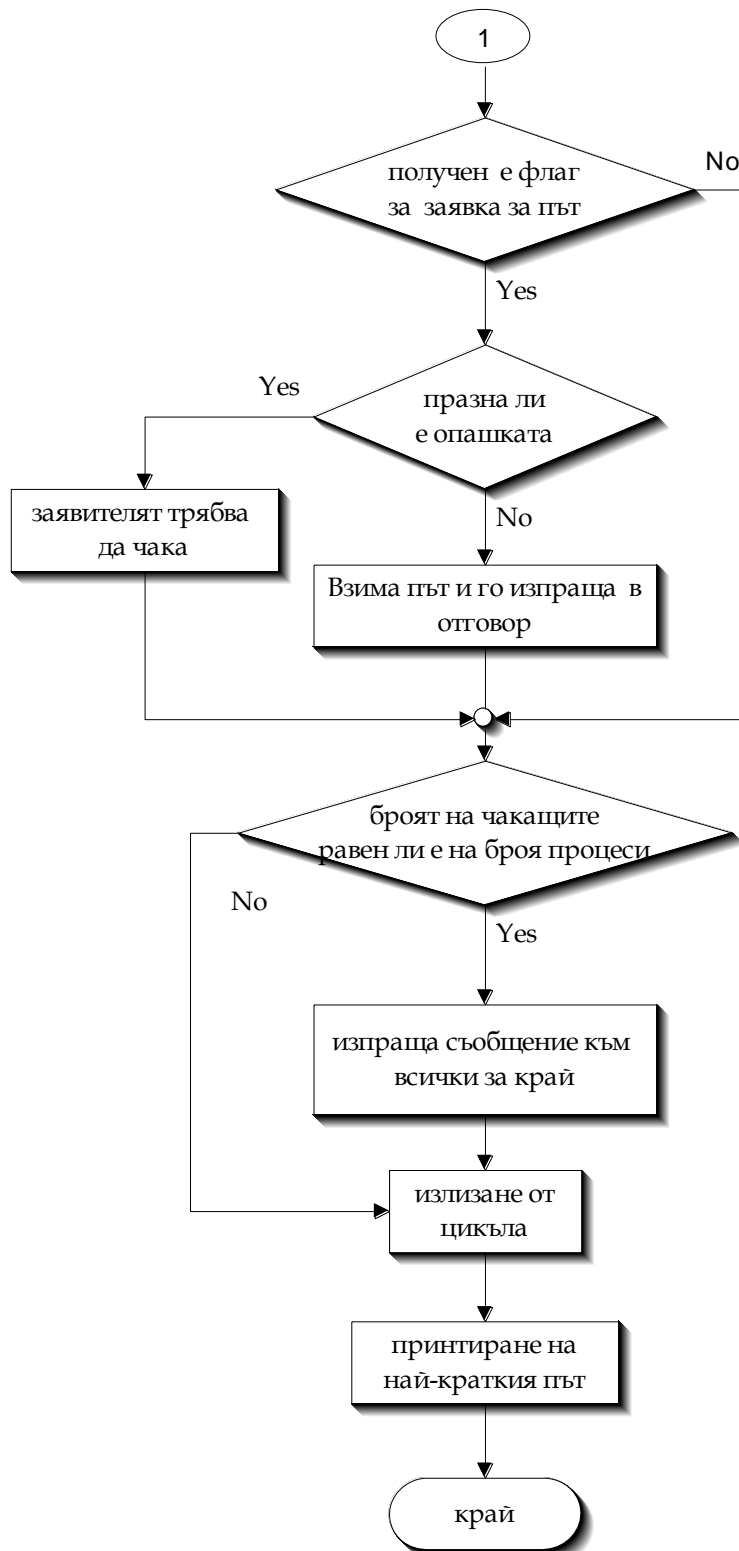 1
получен е флаг
за заявка за път
No
Yes
Yes
празна ли
е опашката
заявителят трябва
да чака
No
Взима път и го изпраща в
отговор
броят на чакащите
равен ли е на броя процеси
No
Yes
изпраща съобщение към
всички за край
излизане от
цикъла
принтиране на
най-краткия път
край